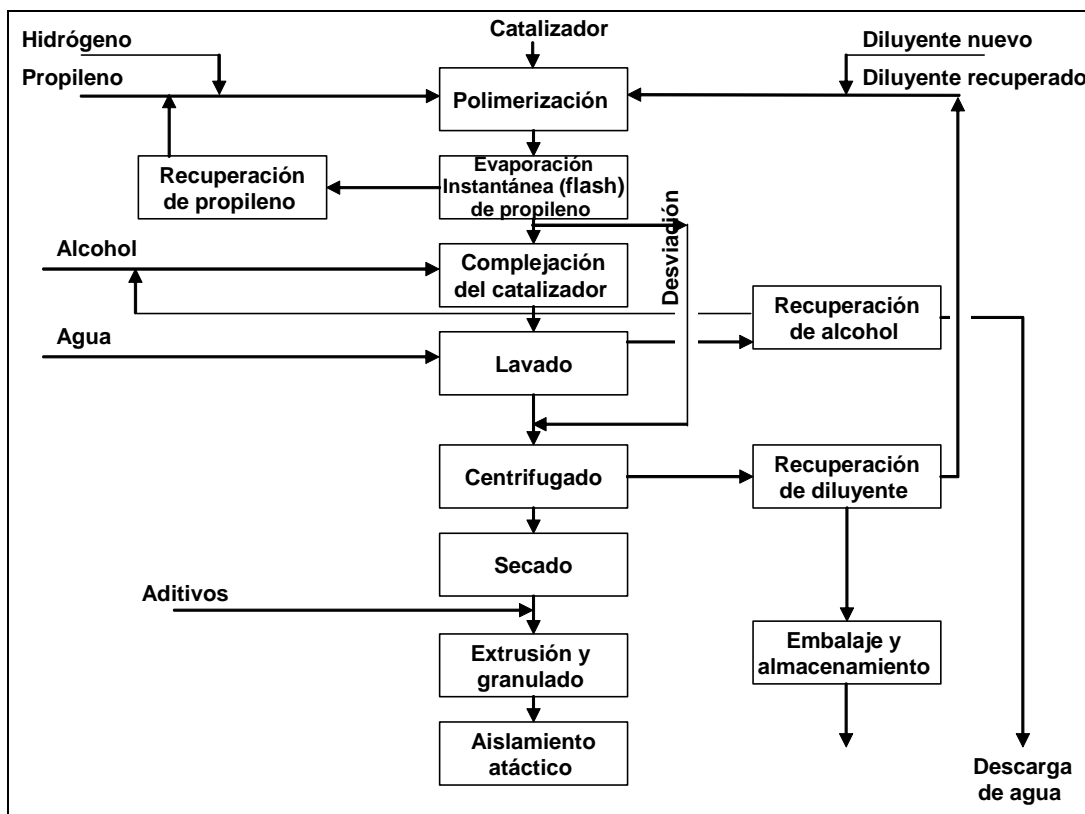 Catalizador
Hidrógeno
Diluyente nuevo
Propileno
Diluyente recuperado
Polimerización
Evaporación
Instantánea (flash)
de propileno
Recuperación
de propileno
Desviación
Alcohol
Complejación
del catalizador
Recuperación
de alcohol
Agua
Lavado
Centrifugado
Recuperación
de diluyente
Secado
Aditivos
Extrusión y
granulado
Embalaje y
almacenamiento
Aislamiento
atáctico
Descarga
de agua